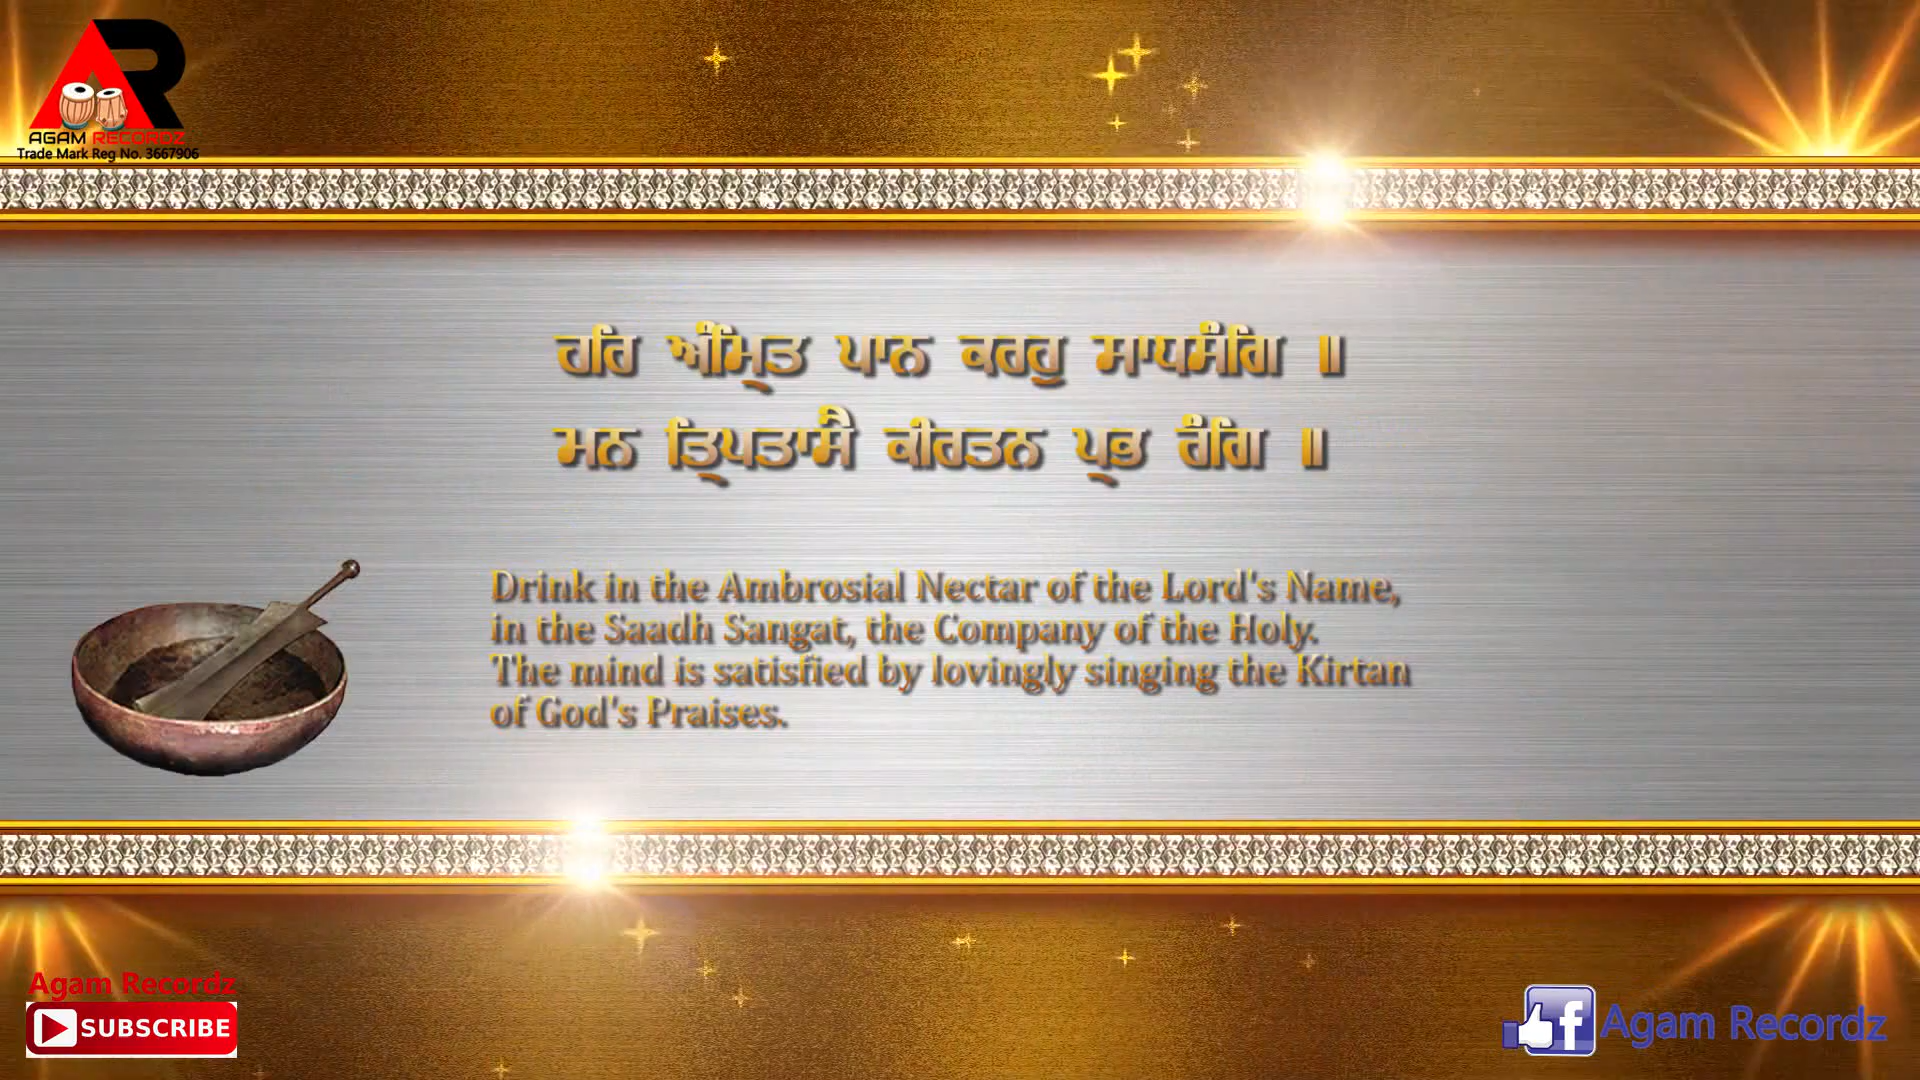 AR
AGAM RECORDZ
Trade Mark Reg No. 3667906
ਹਰਿ ਅੰਮ੍ਰਿਤ ਪਾਨ ਕਰਹੁ ਸਾਧਸੰਗਿ ॥
ਮਨ ਤ੍ਰਿਪਤਾਸੈ ਕੀਰਤਨ ਪ੍ਰਭ ਰੰਗਿ ॥
Drink in the Ambrosial Nectar of the Lord's Name,
in the Saadh Sangat, the Company of the Holy.
The mind is satisfied by lovingly singing the Kirtan
of God's Praises.
Agam Recordz
SUBSCRIBE
f Agam Recordz